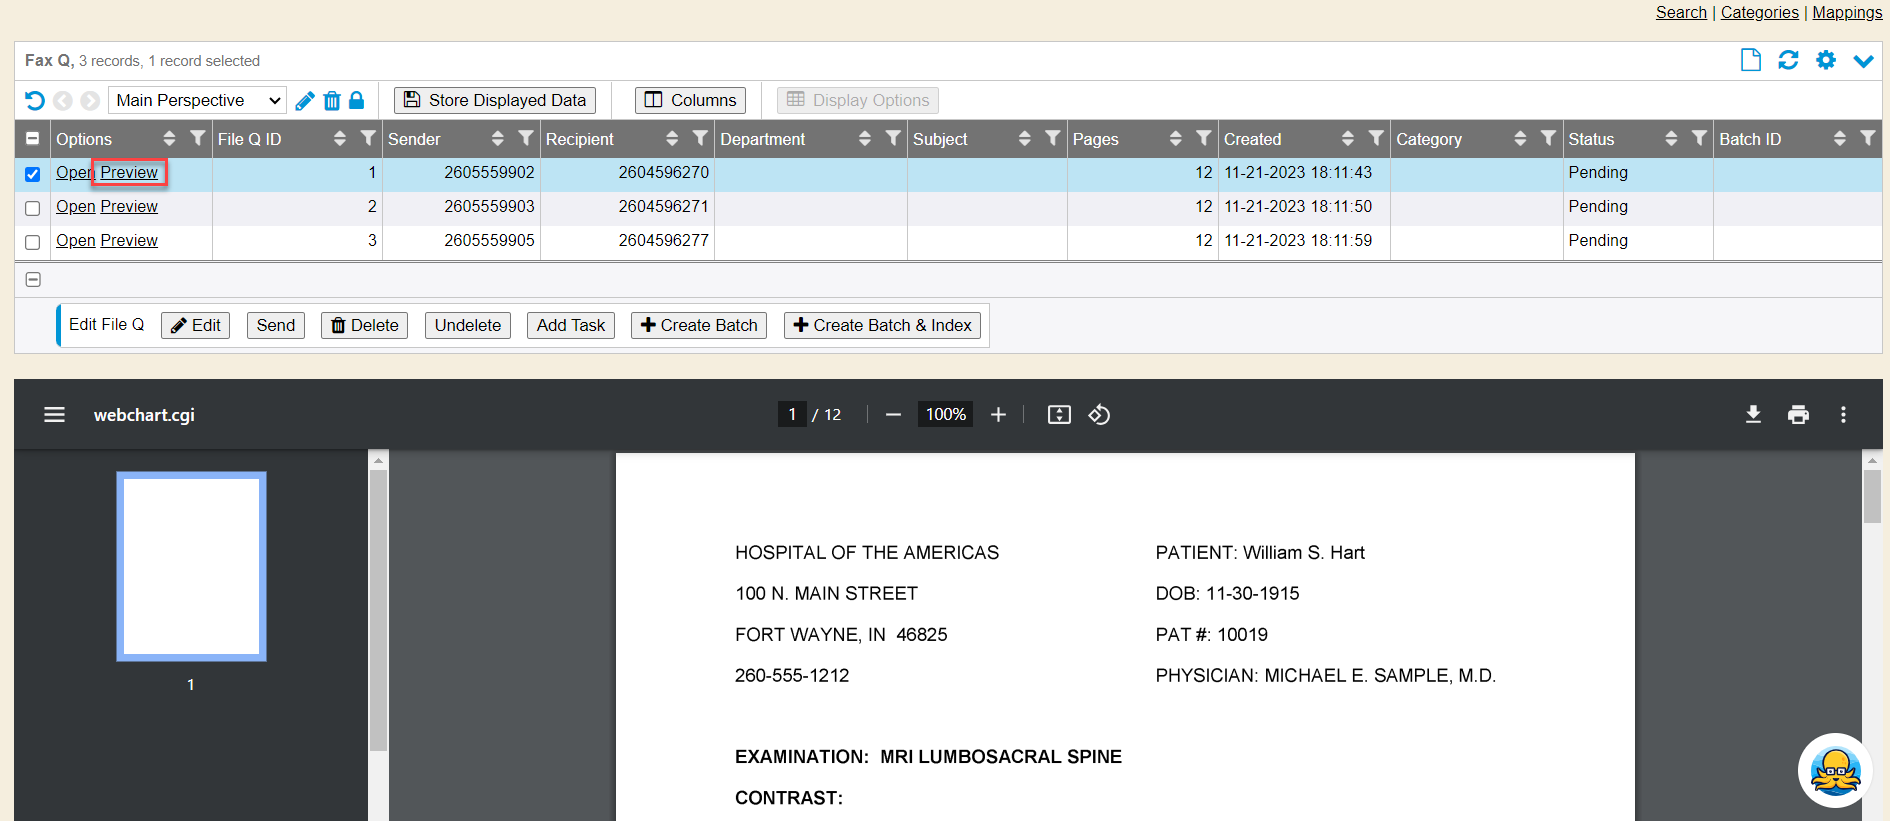 Search | Categories | Mappings
Fax Q, 3 records, 1 record selected
Main Perspective Store Displayed Data Columns Display Options
Options File Q ID Sender Recipient Department Subject Pages Created Category Status Batch ID
Open Preview 1 2605559902 2604596270 12 11-21-2023 18:11:43 Pending
Open Preview 2 2605559903 2604596271 12 11-21-2023 18:11:50 Pending
Open Preview 3 2605559905 2604596277 12 11-21-2023 18:11:59 Pending
Edit File Q Edit Send Delete Undelete Add Task Create Batch Create Batch & Index
webchart.cgi 1 / 12 100%
HOSPITAL OF THE AMERICAS PATIENT: William S. Hart
100 N. MAIN STREET DOB: 11-30-1915
FORT WAYNE, IN 46825 PAT #: 10019
260-555-1212 PHYSICIAN: MICHAEL E. SAMPLE, M.D.
1
EXAMINATION: MRI LUMBOSACRAL SPINE
CONTRAST: